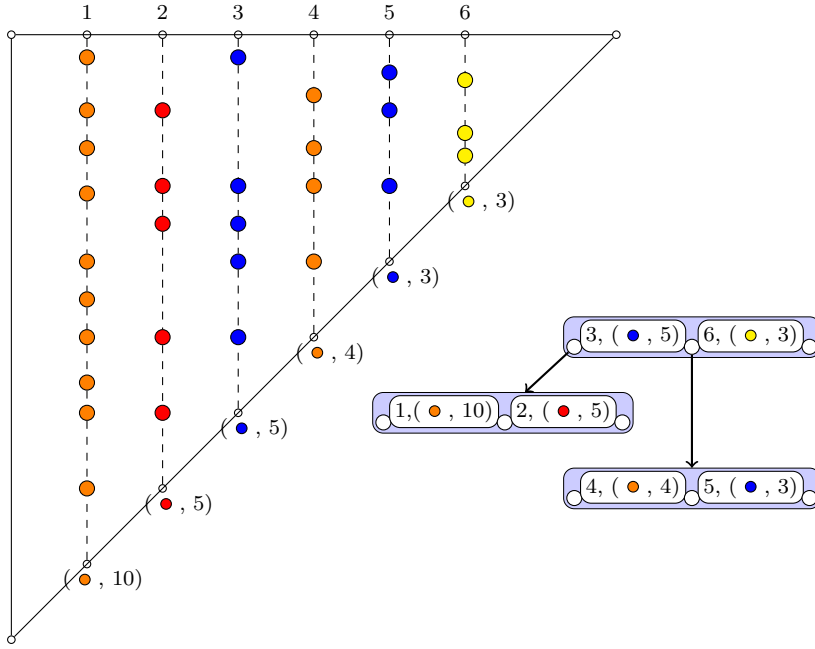 1 2 3 4 5 6
( , 3)
( , 3)
3, ( , 5) 6, ( , 3)
( , 4)
1,( , 10) 2, ( , 5)
( , 5)
4, ( , 4) 5, ( , 3)
( , 5)
( , 10)